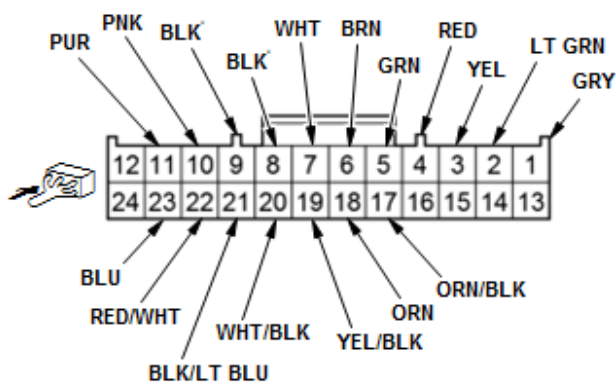 PNK
BLK*
WHT
BRN
RED
LT GRN
PUR
BLK*
GRN
YEL
GRY
12 11 10 9 8 7 6 5 4 3 2 1
24 23 22 21 20 19 18 17 16 15 14 13
BLU
ORN/BLK
RED/WHT
WHT/BLK
ORN
YEL/BLK
BLK/LT BLU